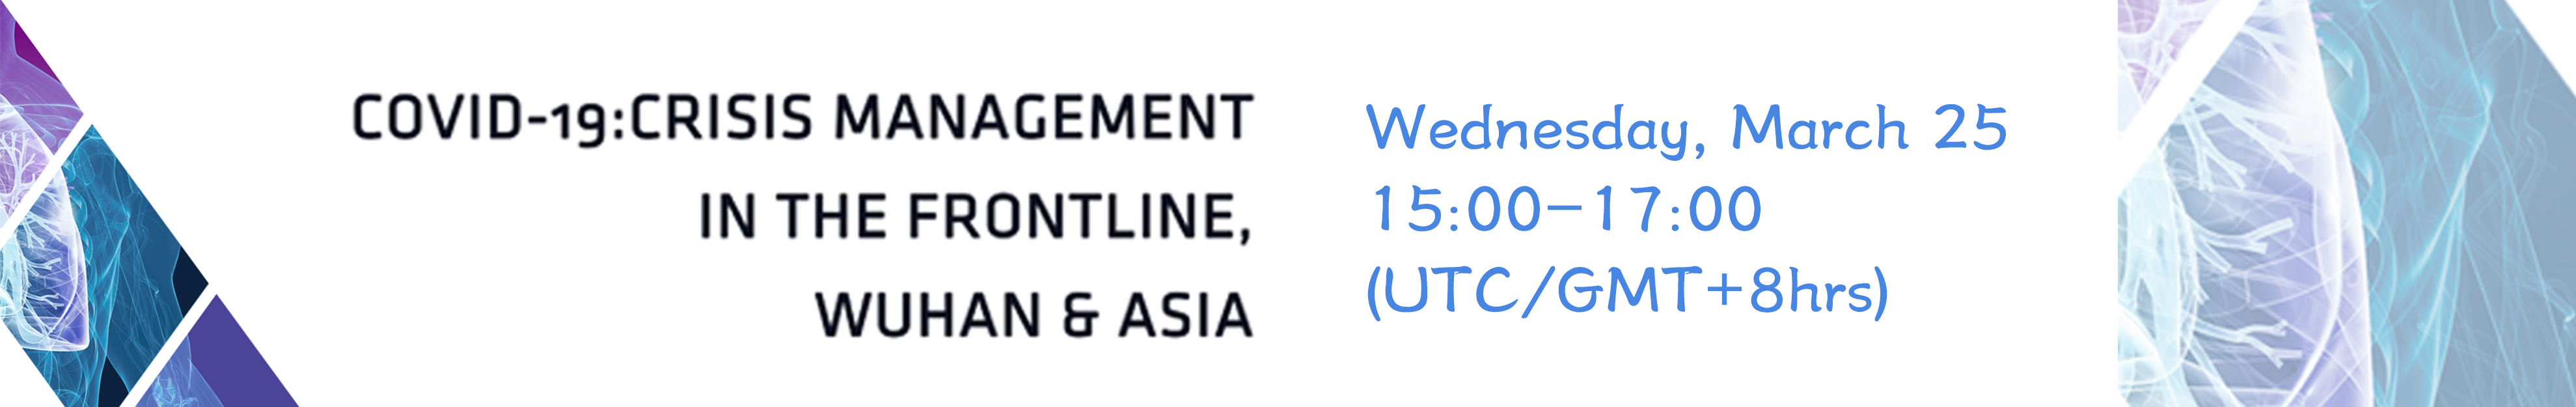 COVID-19:CRISIS MANAGEMENT
IN THE FRONTLINE,
WUHAN & ASIA
Wednesday, March 25
15:00–17:00
(UTC/GMT+8hrs)